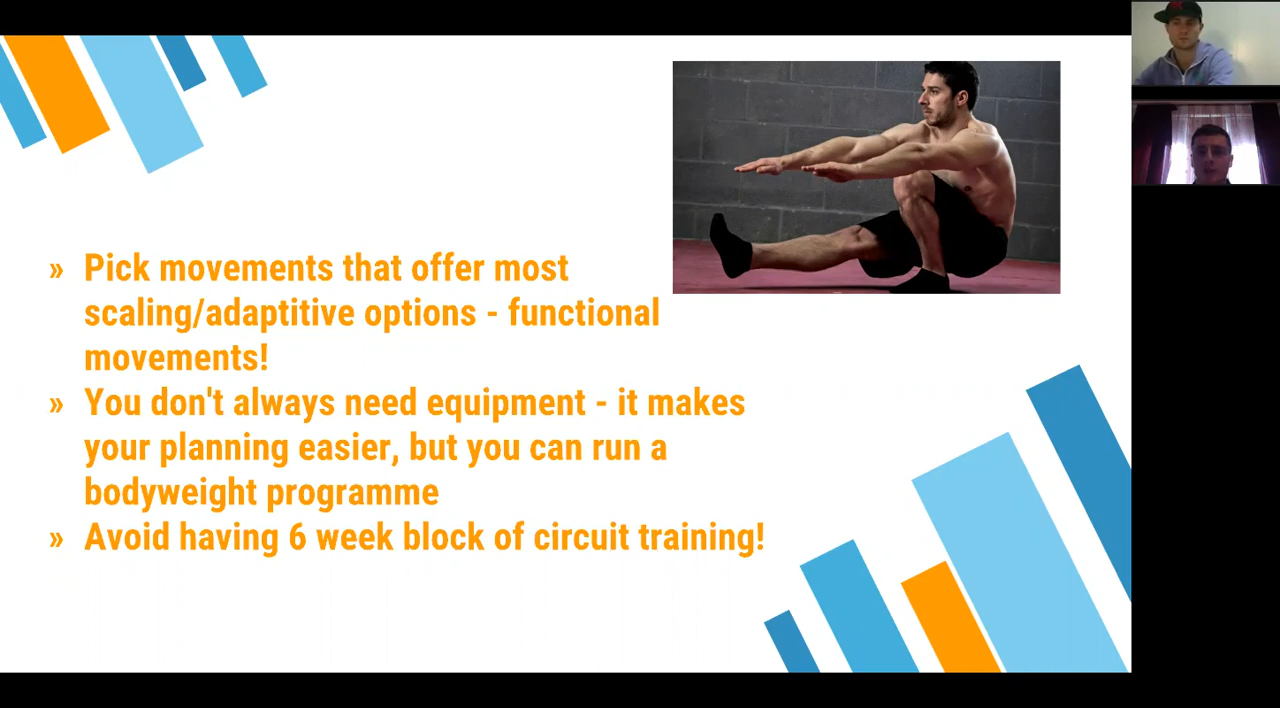 » Pick movements that offer most
scaling/adaptitive options - functional
movements!
» You don't always need equipment - it makes
your planning easier, but you can run a
bodyweight programme
» Avoid having 6 week block of circuit training!